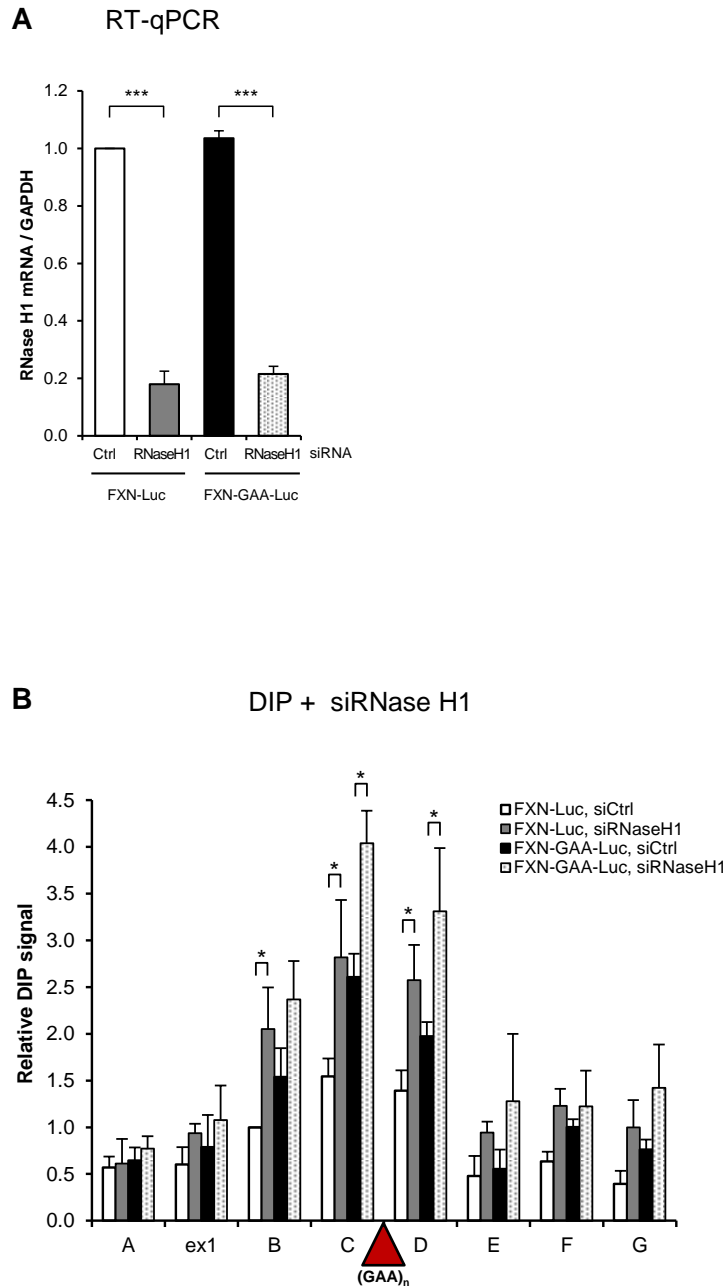 A RT-qPCR
1.2
1.0
0.8
0.6
0.4
0.2
0.0
RNase H1 mRNA / GAPDH
*** ***
Ctrl RNaseH1 Ctrl RNaseH1 siRNA
FXN-Luc FXN-GAA-Luc
B DIP + siRNase H1
4.5
4.0
3.5
3.0
2.5
2.0
1.5
1.0
0.5
0.0
Relative DIP signal
* * * * *
FXN-Luc, siCtrl
FXN-Luc, siRNaseH1
FXN-GAA-Luc, siCtrl
FXN-GAA-Luc, siRNaseH1
A ex1 B C D E F G
(GAA)n